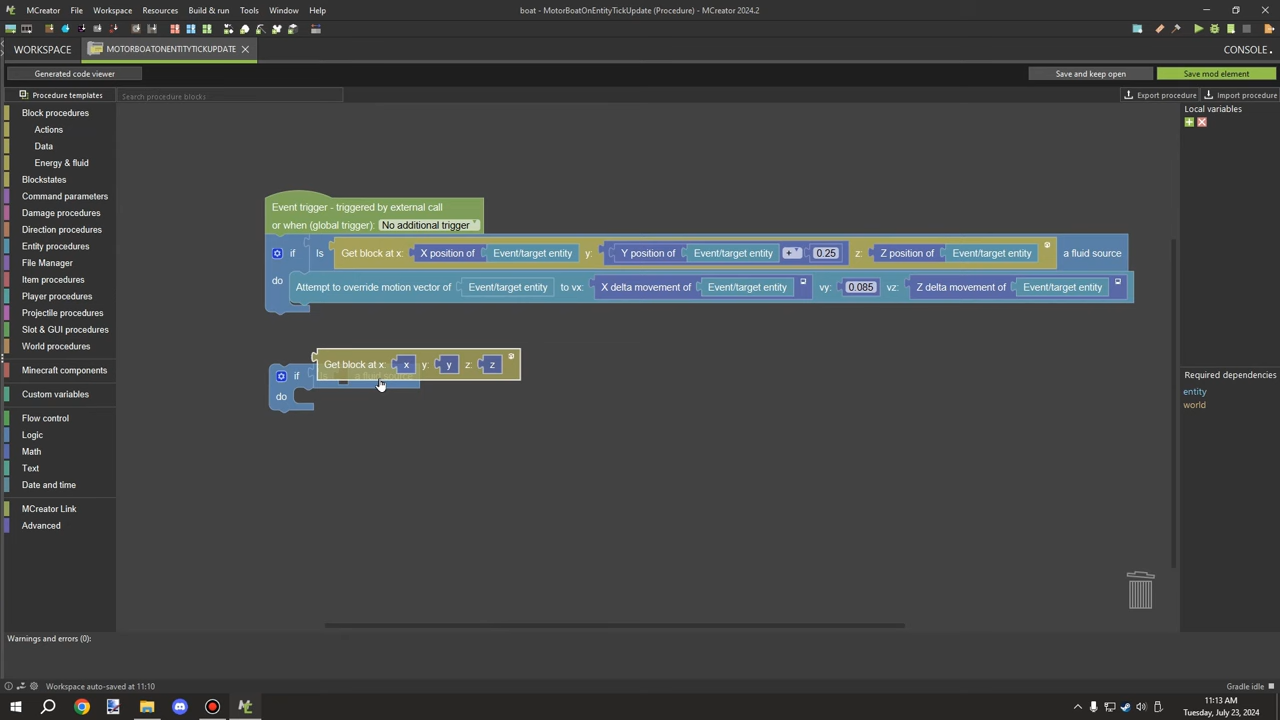 MCreator File Workspace Resources Build & run Tools Window Help
boat - MotorBoatOnEntityTickUpdate (Procedure) - MCreator 2024.2
WORKSPACE
MOTORBOATONENTITYTICKUPDATE
CONSOLE
Generated code viewer
Save and keep open
Save mod element
Procedure templates
Search procedure blocks
Export procedure
Import procedure
Block procedures
Actions
Data
Energy & fluid
Blockstates
Command parameters
Damage procedures
Direction procedures
Entity procedures
File Manager
Item procedures
Player procedures
Projectile procedures
Slot & GUI procedures
World procedures
Minecraft components
Custom variables
Flow control
Logic
Math
Text
Date and time
MCreator Link
Advanced
Event trigger - triggered by external call
or when (global trigger): No additional trigger
if Is Get block at x: X position of Event/target entity y: Y position of Event/target entity + 0.25 z: Z position of Event/target entity a fluid source
do Attempt to override motion vector of Event/target entity to vx: X delta movement of Event/target entity vy: 0.085 vz: Z delta movement of Event/target entity
Get block at x: x y: y z: z
if Is a fluid source
do
Local variables
Required dependencies
entity
world
Warnings and errors (0):
Workspace auto-saved at 11:10
Gradle idle
11:13 AM
Tuesday, July 23, 2024